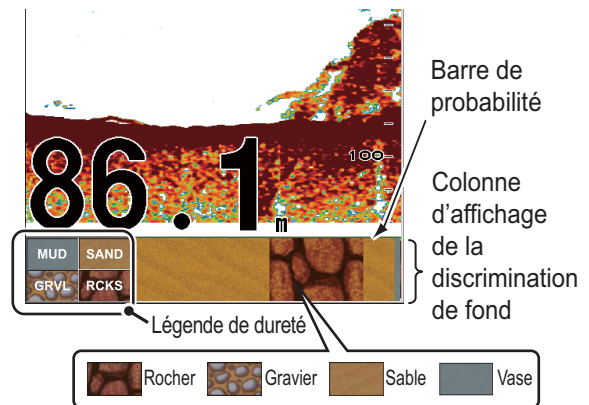 Barre de
probabilité
100
86.1
m
Colonne
d'affichage
de la
discrimination
de fond
MUD SAND
GRVL RCKS
Légende de dureté
Rocher Gravier Sable Vase